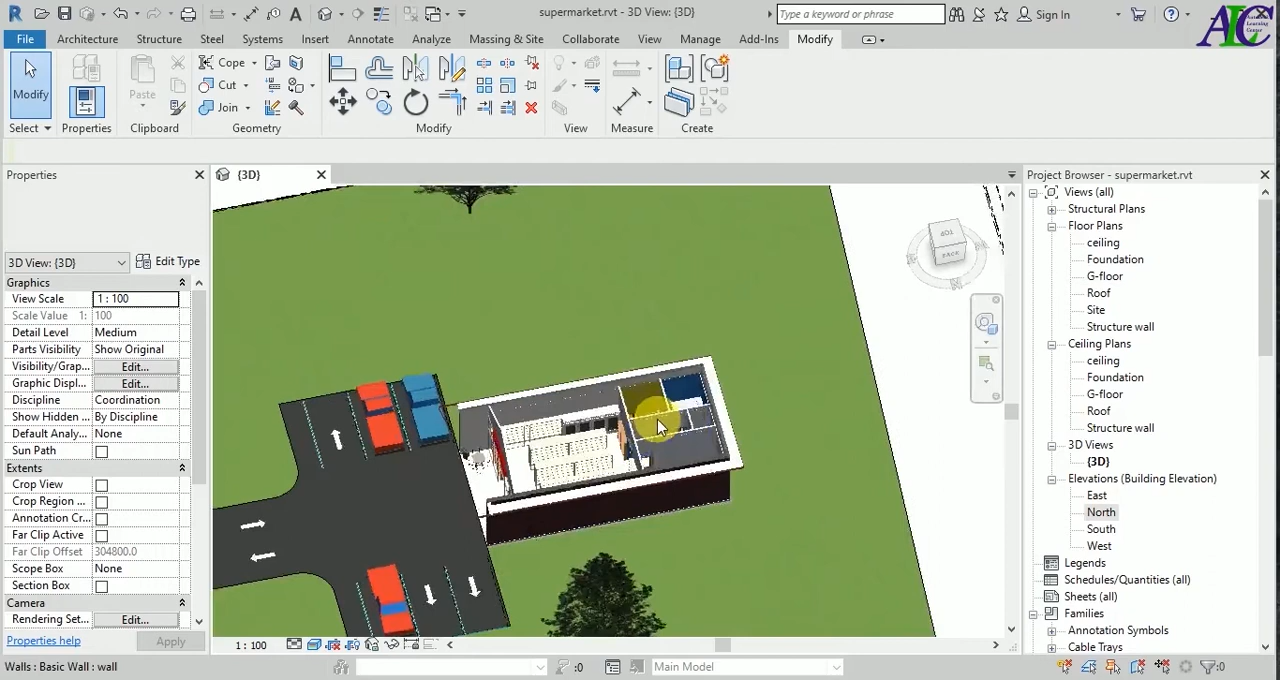 supermarket.rvt - 3D View: {3D}
Type a keyword or phrase
Sign In
ALC
File Architecture Structure Steel Systems Insert Annotate Analyze Massing & Site Collaborate View Manage Add-Ins Modify
Modify
Paste
Cope
Cut
Join
Select Properties Clipboard Geometry Modify View Measure Create
Properties
{3D}
Project Browser - supermarket.rvt
3D View: {3D}
Edit Type
Graphics
View Scale 1 : 100
Scale Value 1: 100
Detail Level Medium
Parts Visibility Show Original
Visibility/Grap... Edit...
Graphic Displ... Edit...
Discipline Coordination
Show Hidden ... By Discipline
Default Analy... None
Sun Path
Extents
Crop View
Crop Region ...
Annotation Cr...
Far Clip Active
Far Clip Offset 304800.0
Scope Box None
Section Box
Camera
Rendering Set... Edit...
Properties help
Apply
TOP
BACK
Views (all)
Structural Plans
Floor Plans
ceiling
Foundation
G-floor
Roof
Site
Structure wall
Ceiling Plans
ceiling
Foundation
G-floor
Roof
Structure wall
3D Views
{3D}
Elevations (Building Elevation)
East
North
South
West
Legends
Schedules/Quantities (all)
Sheets (all)
Families
Annotation Symbols
Cable Trays
1 : 100
Walls : Basic Wall : wall
:0
Main Model
:0